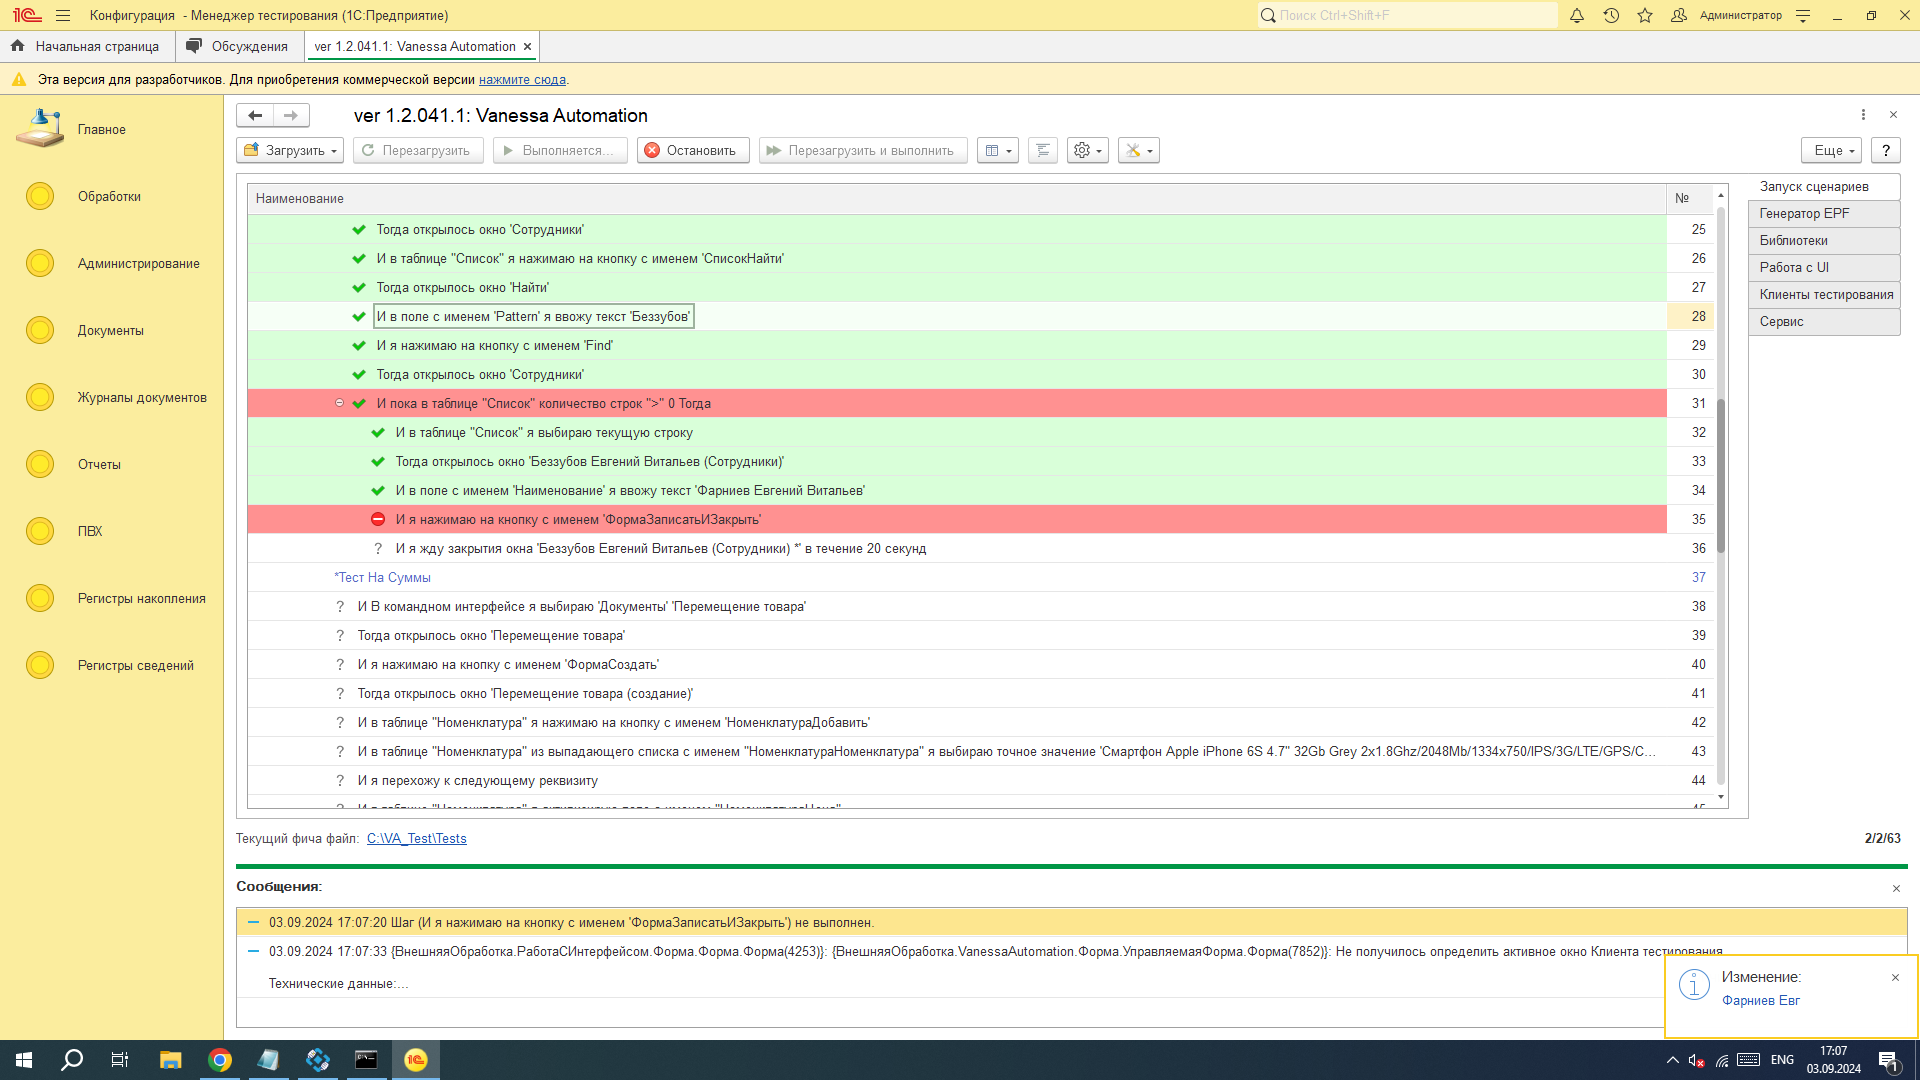 Конфигурация - Менеджер тестирования (1С:Предприятие)
Поиск Ctrl+Shift+F
Администратор
Начальная страница
Обсуждения
ver 1.2.041.1: Vanessa Automation ×
Эта версия для разработчиков. Для приобретения коммерческой версии нажмите сюда.
Главное
Обработки
Администрирование
Документы
Журналы документов
Отчеты
ПВХ
Регистры накопления
Регистры сведений
ver 1.2.041.1: Vanessa Automation
Загрузить
Перезагрузить
Выполняется...
Остановить
Перезагрузить и выполнить
Еще
?
Наименование №
Тогда открылось окно 'Сотрудники' 25
И в таблице "Список" я нажимаю на кнопку с именем 'СписокНайти' 26
Тогда открылось окно 'Найти' 27
И в поле с именем 'Pattern' я ввожу текст 'Беззубов' 28
И я нажимаю на кнопку с именем 'Find' 29
Тогда открылось окно 'Сотрудники' 30
И пока в таблице "Список" количество строк ">" 0 Тогда 31
И в таблице "Список" я выбираю текущую строку 32
Тогда открылось окно 'Беззубов Евгений Витальев (Сотрудники)' 33
И в поле с именем 'Наименование' я ввожу текст 'Фарниев Евгений Витальев' 34
И я нажимаю на кнопку с именем 'ФормаЗаписатьИЗакрыть' 35
? И я жду закрытия окна 'Беззубов Евгений Витальев (Сотрудники) *' в течение 20 секунд 36
*Тест На Суммы 37
? И В командном интерфейсе я выбираю 'Документы' 'Перемещение товара' 38
? Тогда открылось окно 'Перемещение товара' 39
? И я нажимаю на кнопку с именем 'ФормаСоздать' 40
? Тогда открылось окно 'Перемещение товара (создание)' 41
? И в таблице "Номенклатура" я нажимаю на кнопку с именем 'НоменклатураДобавить' 42
? И в таблице "Номенклатура" из выпадающего списка с именем "НоменклатураНоменклатура" я выбираю точное значение 'Смартфон Apple iPhone 6S 4.7" 32Gb Grey 2x1.8Ghz/2048Mb/1334x750/IPS/3G/LTE/GPS/C... 43
? И я перехожу к следующему реквизиту 44
Запуск сценариев
Генератор EPF
Библиотеки
Работа с UI
Клиенты тестирования
Сервис
Текущий фича файл: C:\VA_Test\Tests
2/2/63
Сообщения:
03.09.2024 17:07:20 Шаг (И я нажимаю на кнопку с именем 'ФормаЗаписатьИЗакрыть') не выполнен.
03.09.2024 17:07:33 {ВнешняяОбработка.РаботаСИнтерфейсом.Форма.Форма.Форма(4253)}: {ВнешняяОбработка.VanessaAutomation.Форма.УправляемаяФорма.Форма(7852)}: Не получилось определить активное окно Клиента тестирования
Технические данные:...
Изменение:
Фарниев Евг
ENG
17:07
03.09.2024
1